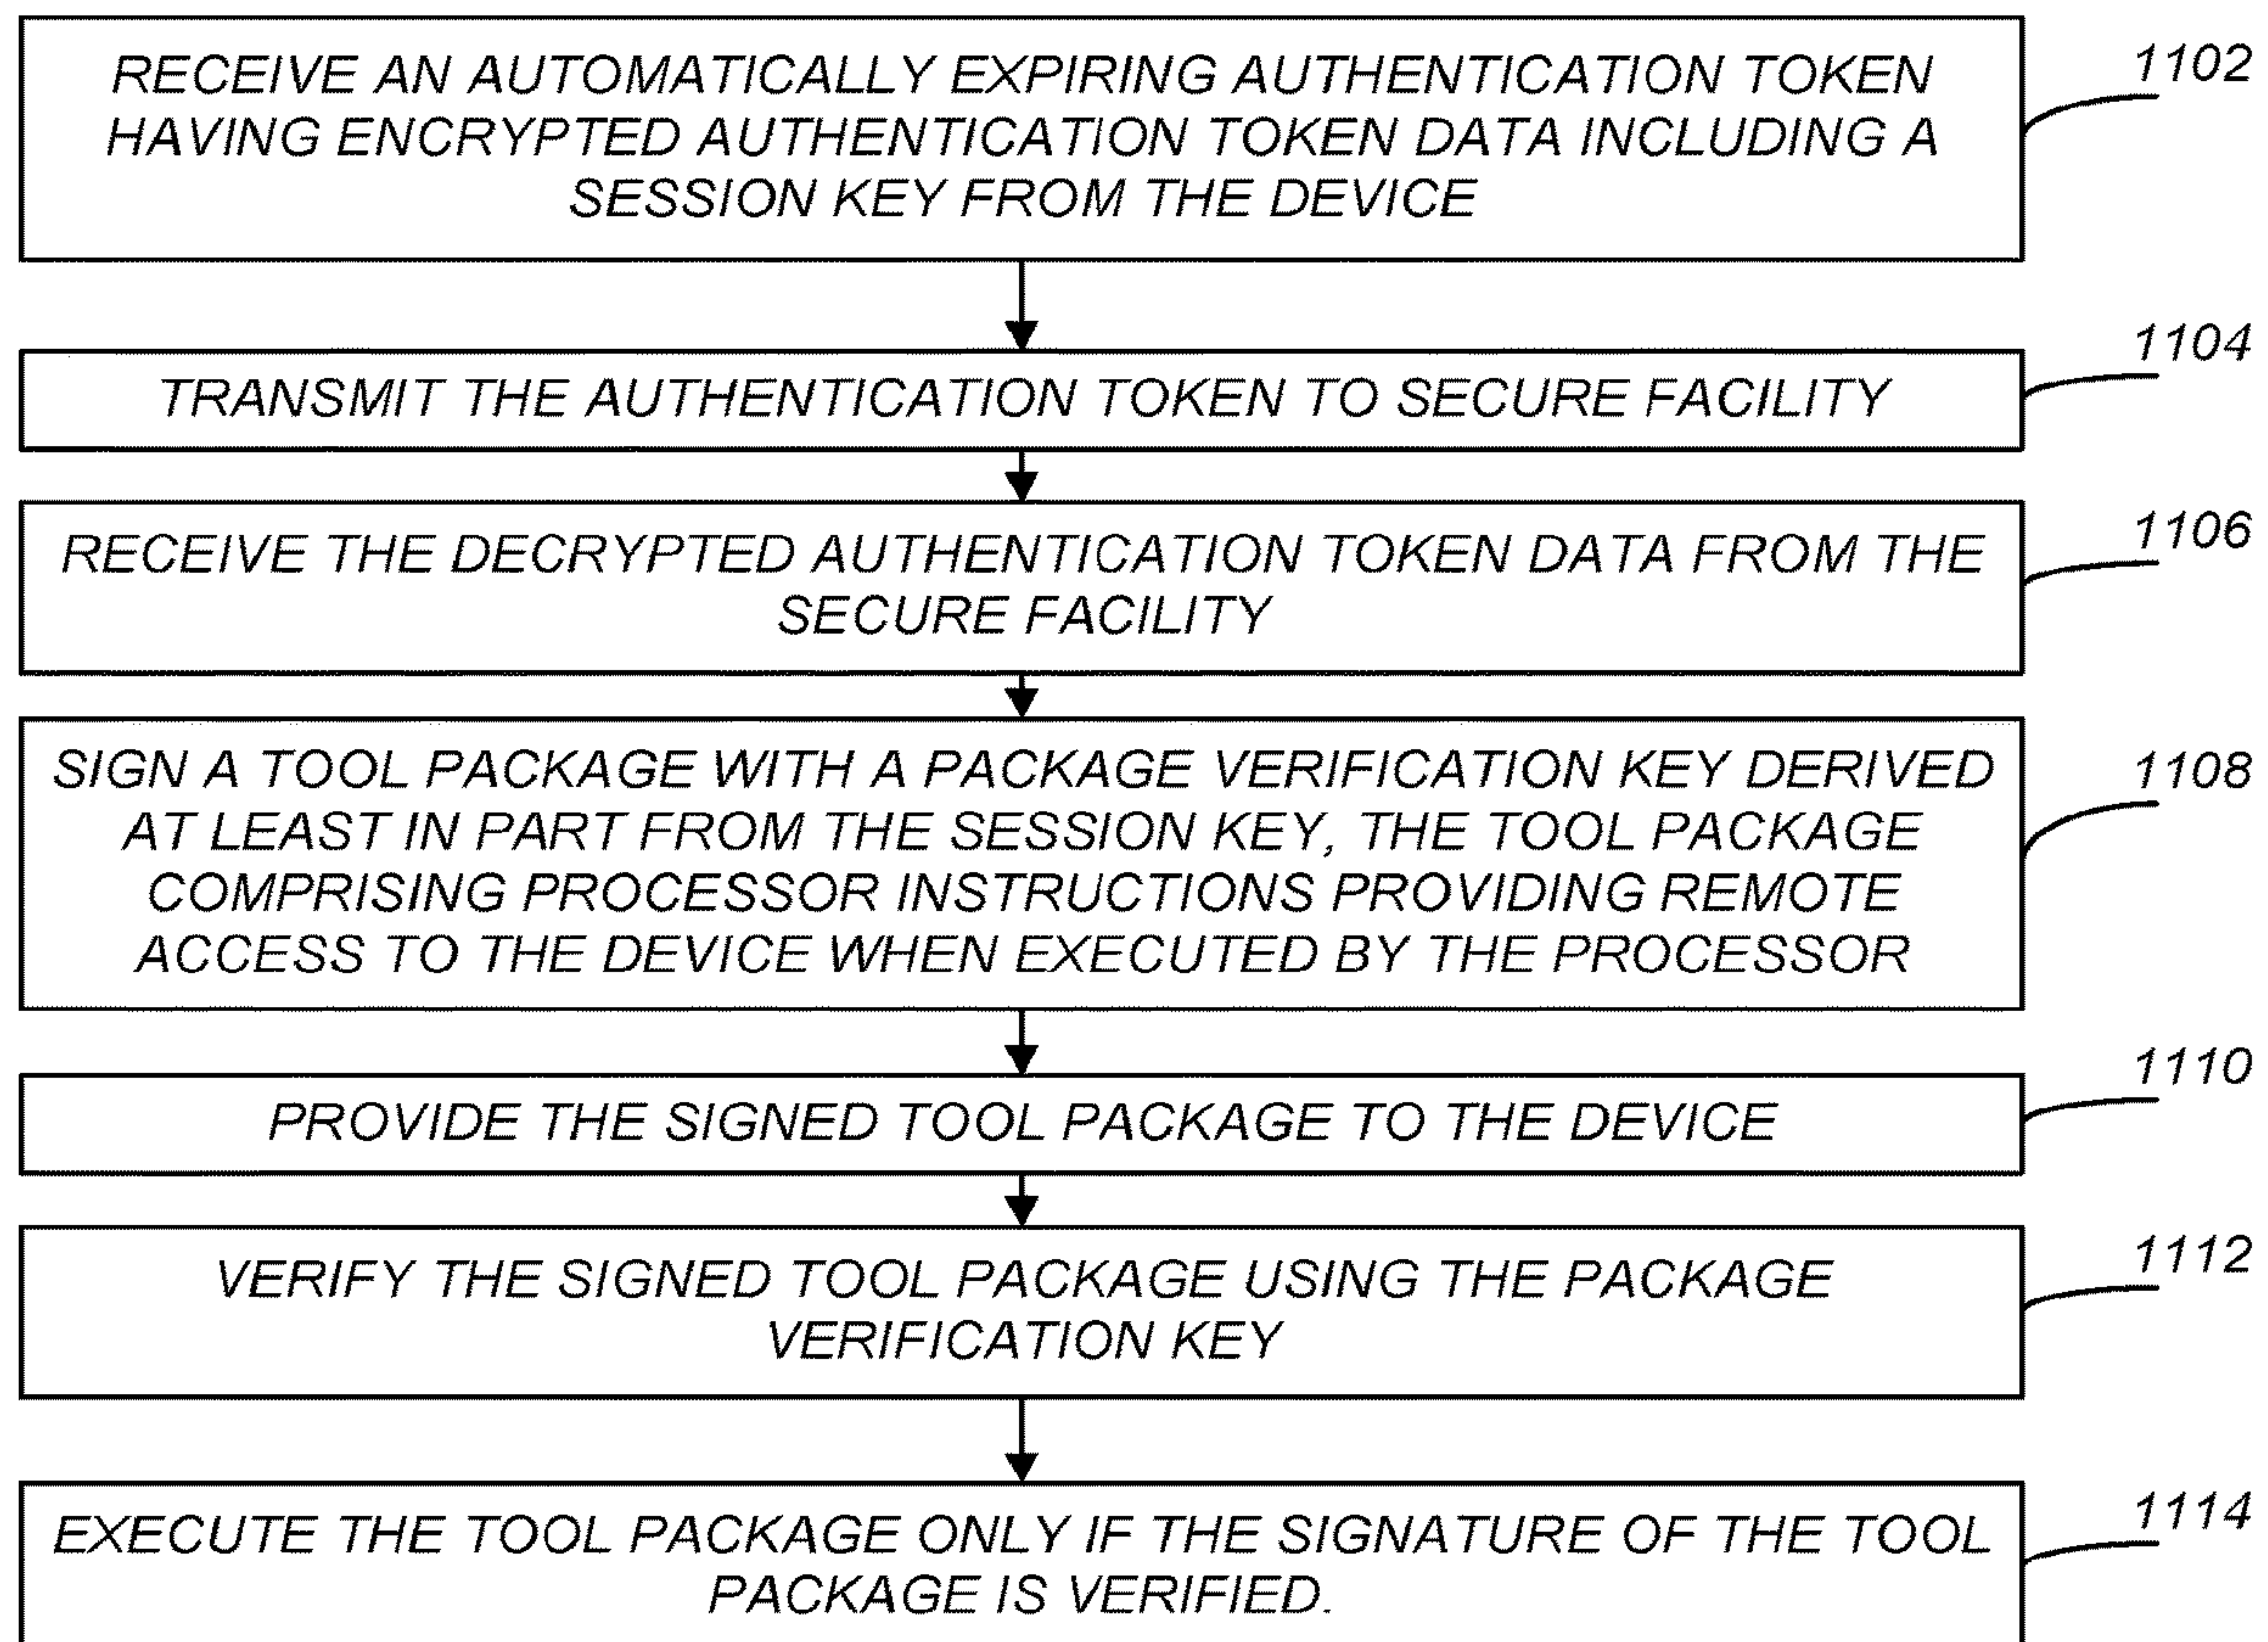 RECEIVE AN AUTOMATICALLY EXPIRING AUTHENTICATION TOKEN
HAVING ENCRYPTED AUTHENTICATION TOKEN DATA INCLUDING A
SESSION KEY FROM THE DEVICE
1102
TRANSMIT THE AUTHENTICATION TOKEN TO SECURE FACILITY
1104
RECEIVE THE DECRYPTED AUTHENTICATION TOKEN DATA FROM THE
SECURE FACILITY
1106
SIGN A TOOL PACKAGE WITH A PACKAGE VERIFICATION KEY DERIVED
AT LEAST IN PART FROM THE SESSION KEY, THE TOOL PACKAGE
COMPRISING PROCESSOR INSTRUCTIONS PROVIDING REMOTE
ACCESS TO THE DEVICE WHEN EXECUTED BY THE PROCESSOR
1108
PROVIDE THE SIGNED TOOL PACKAGE TO THE DEVICE
1110
VERIFY THE SIGNED TOOL PACKAGE USING THE PACKAGE
VERIFICATION KEY
1112
EXECUTE THE TOOL PACKAGE ONLY IF THE SIGNATURE OF THE TOOL
PACKAGE IS VERIFIED.
1114